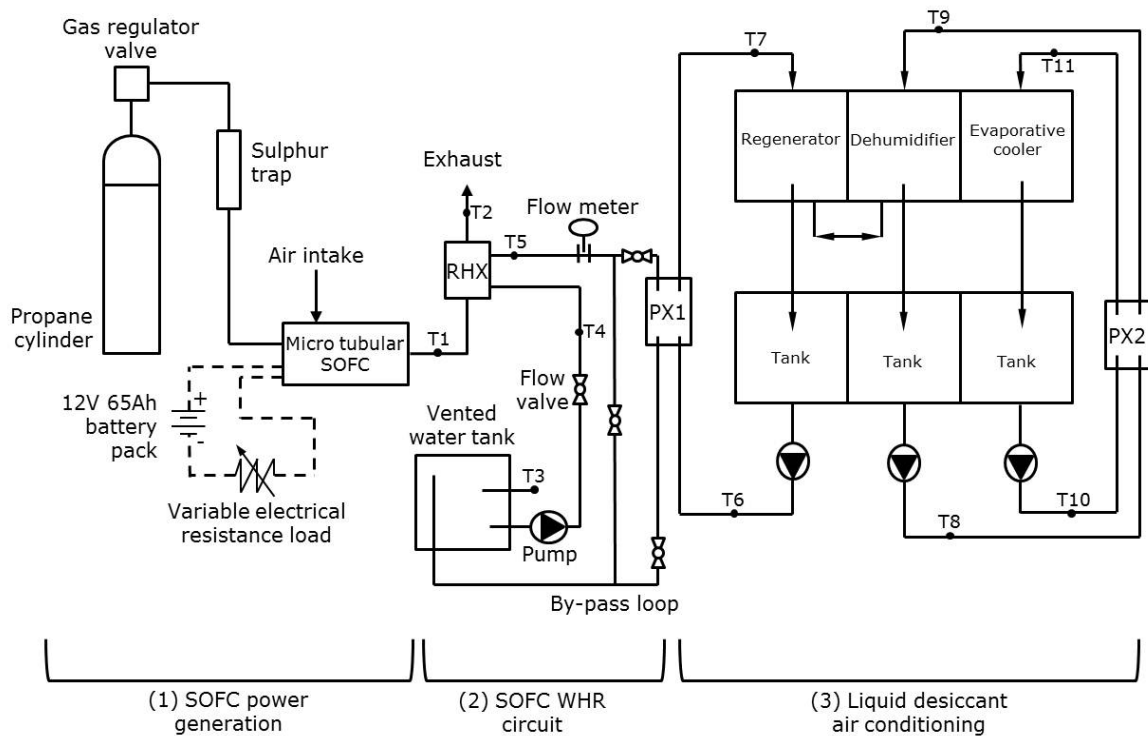 Gas regulator
valve
Sulphur
trap
Propane
cylinder
Air intake
Micro tubular
SOFC
12V 65Ah
battery
pack
+
-
Variable electrical
resistance load
T1
Exhaust
T2
RHX
T5
Flow meter
T4
Flow
valve
Vented
water tank
T3
Pump
By-pass loop
PX1
T7
T9
T11
Regenerator
Dehumidifier
Evaporative
cooler
Tank
Tank
Tank
PX2
T6
T8
T10
(1) SOFC power
generation
(2) SOFC WHR
circuit
(3) Liquid desiccant
air conditioning